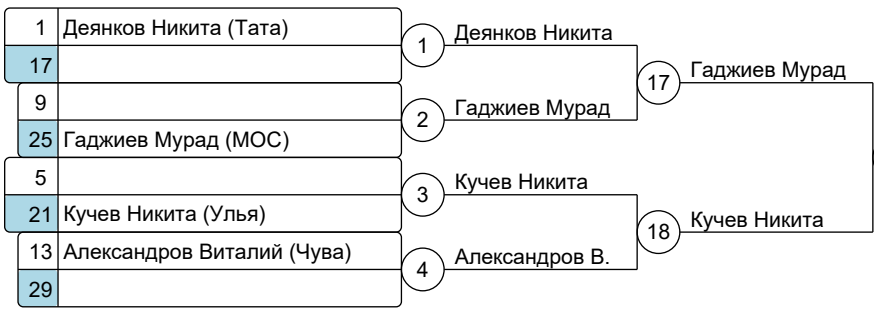 1 Деянков Никита (Тата)
17
9
25 Гаджиев Мурад (МОС)
5
21 Кучев Никита (Улья)
13 Александров Виталий (Чува)
29
1 Деянков Никита
2 Гаджиев Мурад
3 Кучев Никита
4 Александров В.
17 Гаджиев Мурад
18 Кучев Никита